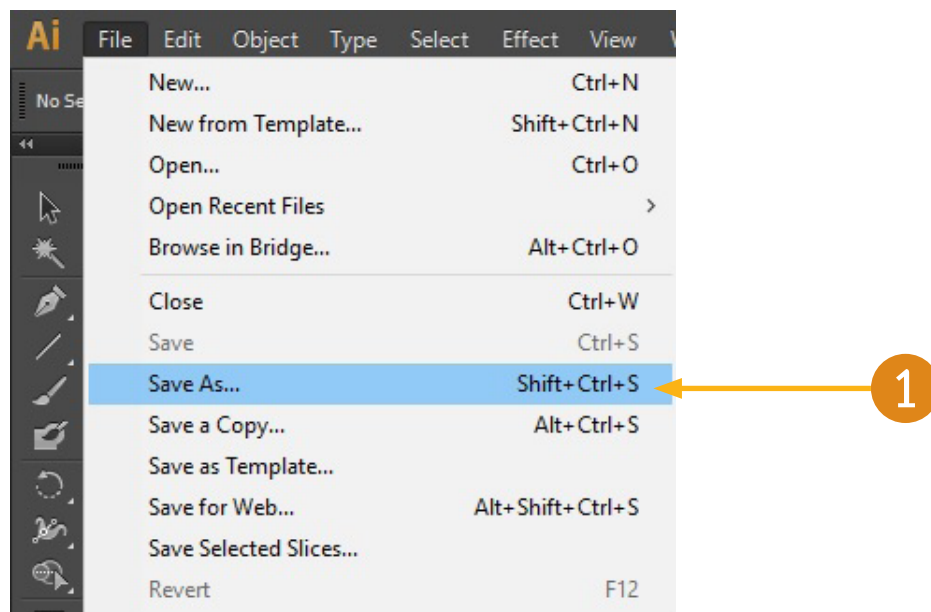 Ai File Edit Object Type Select Effect View
No Se
New... Ctrl+N
New from Template... Shift+Ctrl+N
Open... Ctrl+O
Open Recent Files >
Browse in Bridge... Alt+Ctrl+O
Close Ctrl+W
Save Ctrl+S
Save As... Shift+Ctrl+S
1
Save a Copy... Alt+Ctrl+S
Save as Template...
Save for Web... Alt+Shift+Ctrl+S
Save Selected Slices...
Revert F12